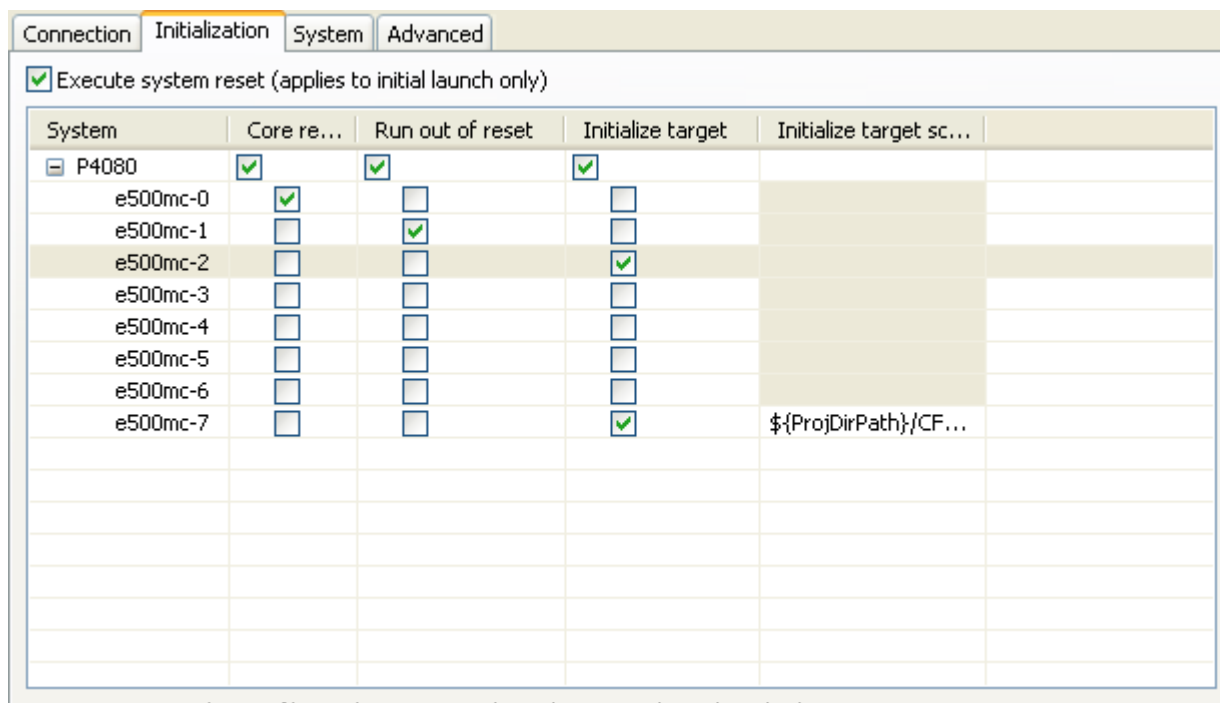 Connection Initialization System Advanced
Execute system reset (applies to initial launch only)
System Core re... Run out of reset Initialize target Initialize target sc...
P4080
e500mc-0
e500mc-1
e500mc-2
e500mc-3
e500mc-4
e500mc-5
e500mc-6
e500mc-7 ${ProjDirPath}/CF...